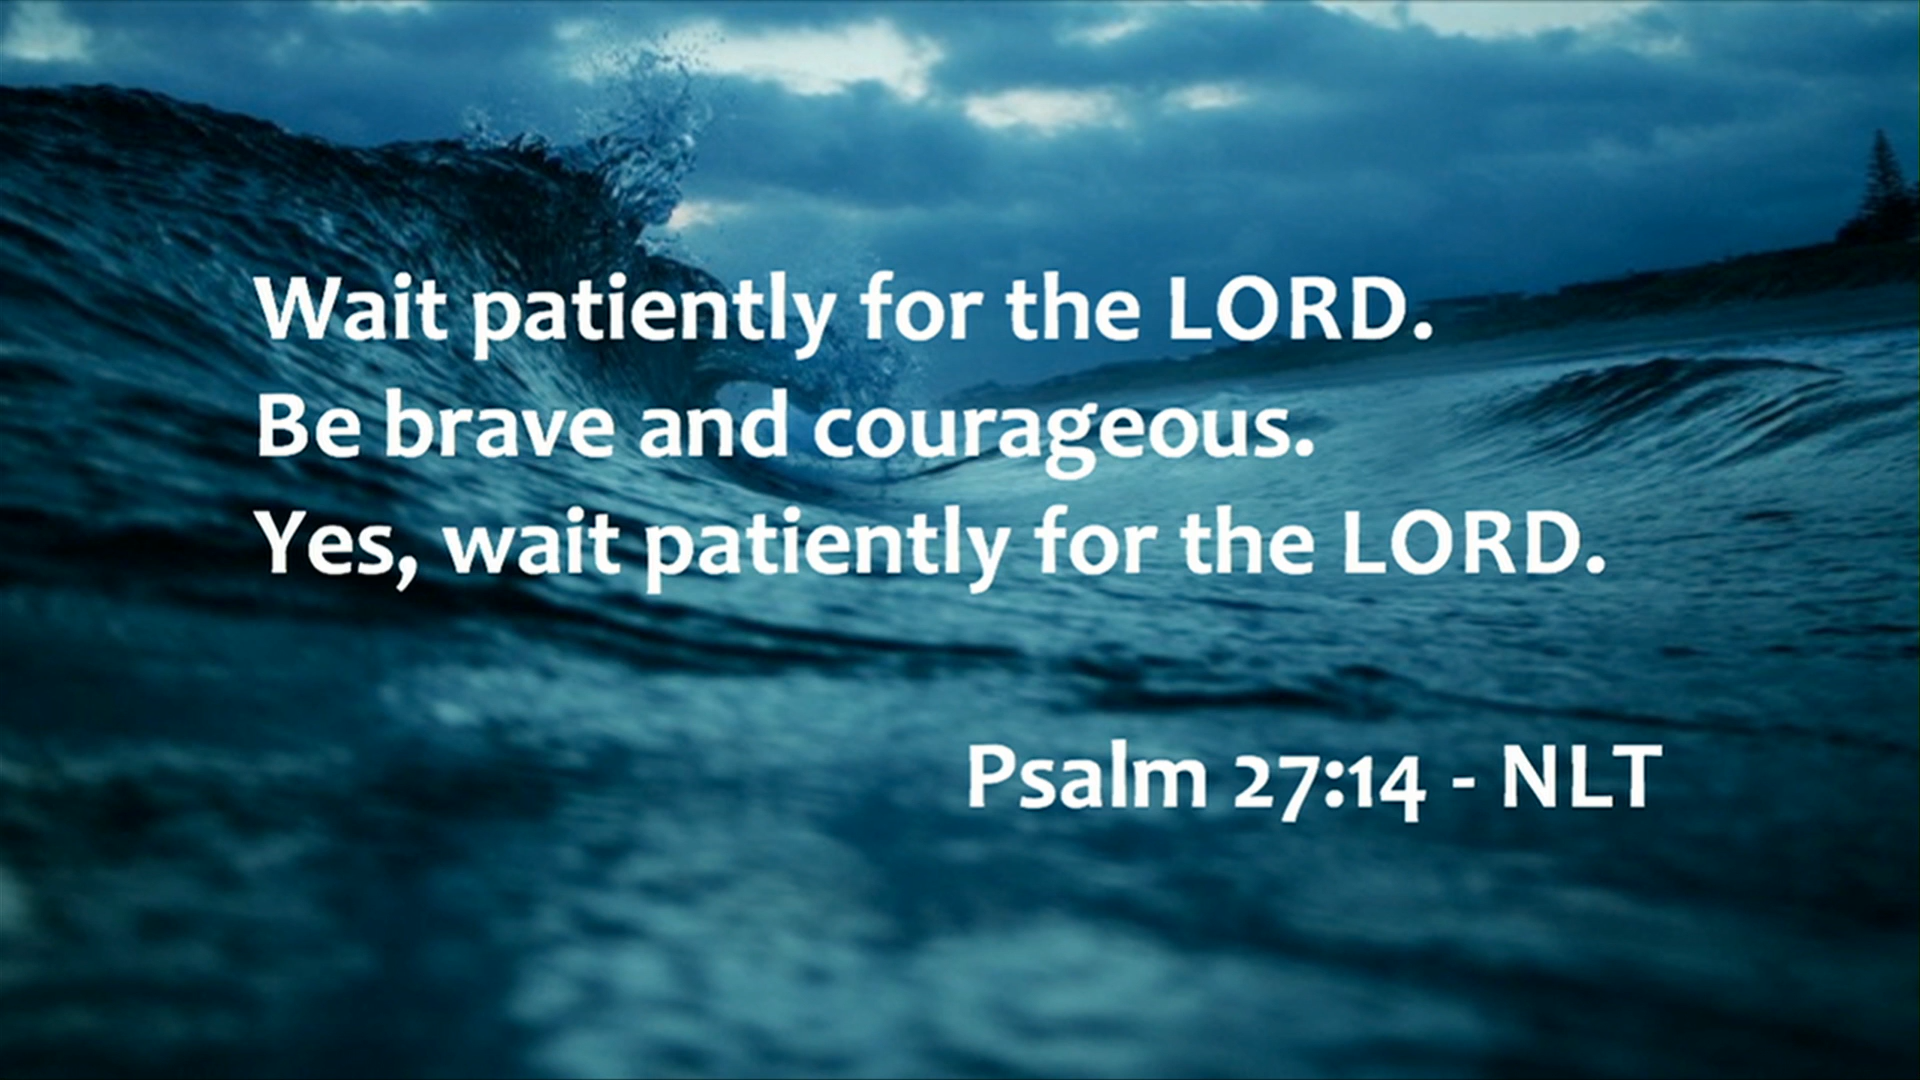 Wait patiently for the LORD.
Be brave and courageous.
Yes, wait patiently for the LORD.
Psalm 27:14 - NLT